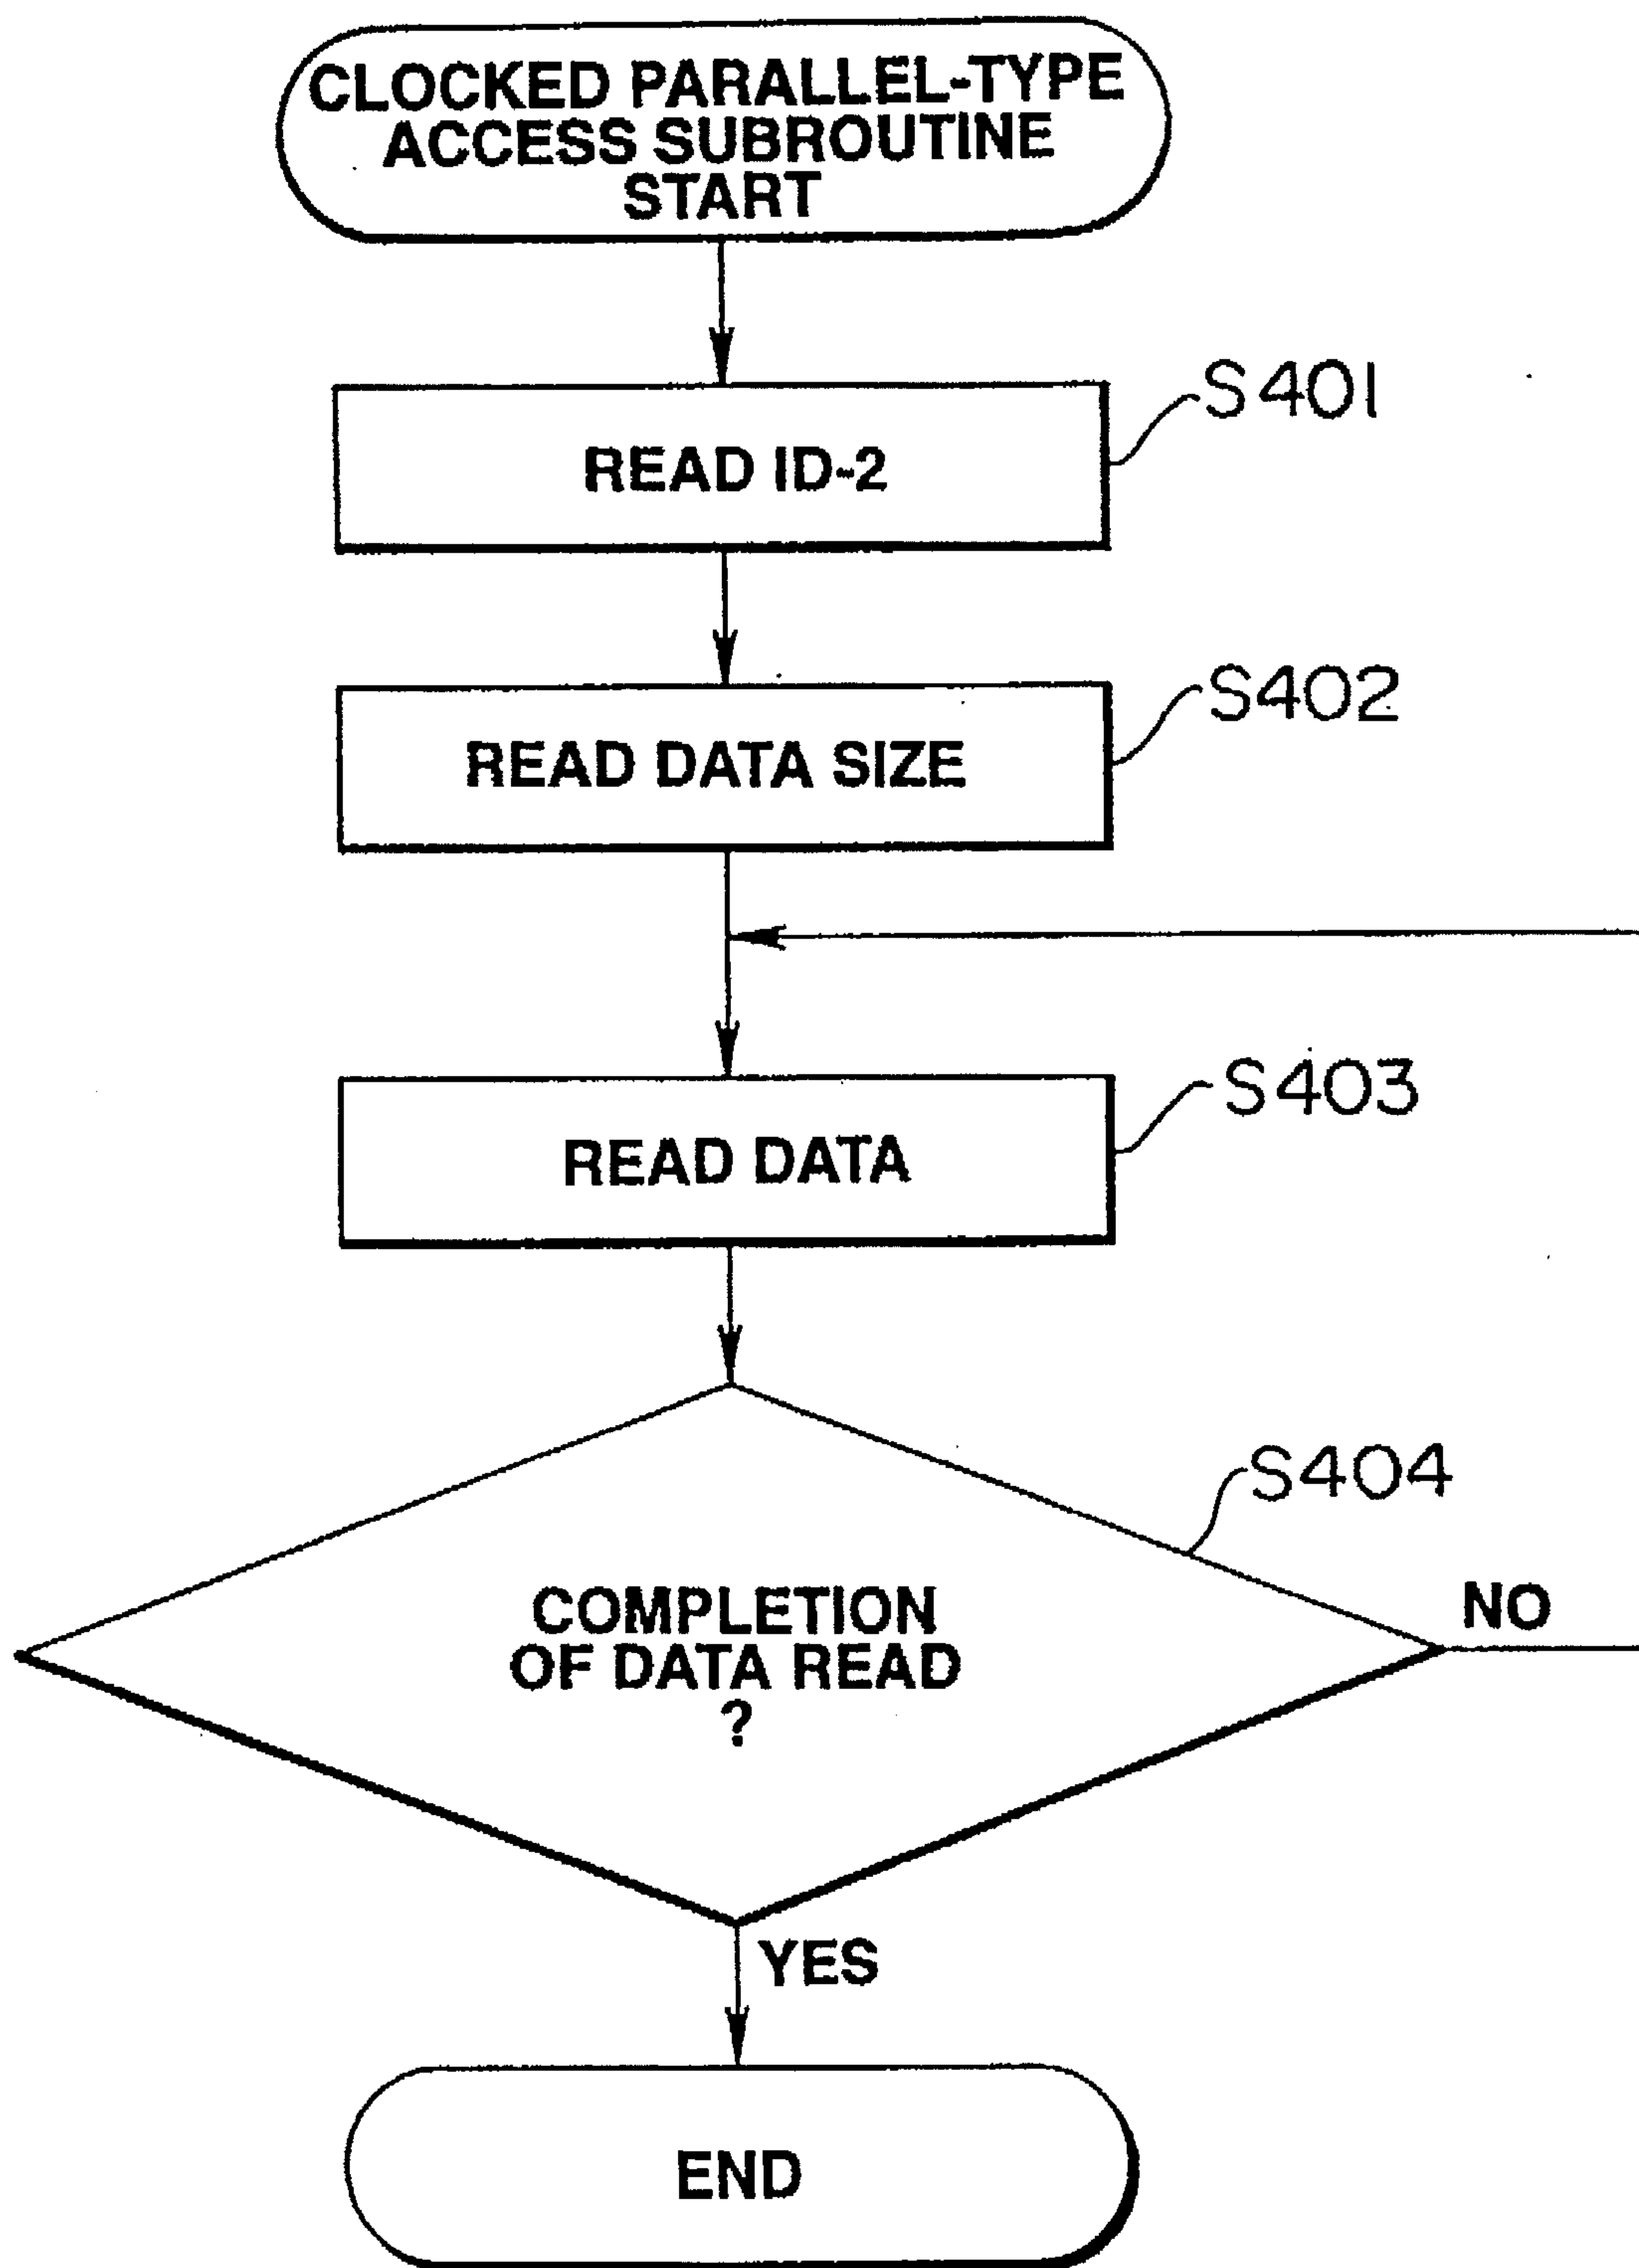 CLOCKED PARALLEL-TYPE
ACCESS SUBROUTINE
START
S401
READ ID-2
S402
READ DATA SIZE
S403
READ DATA
S404
COMPLETION
OF DATA READ
?
NO
YES
END